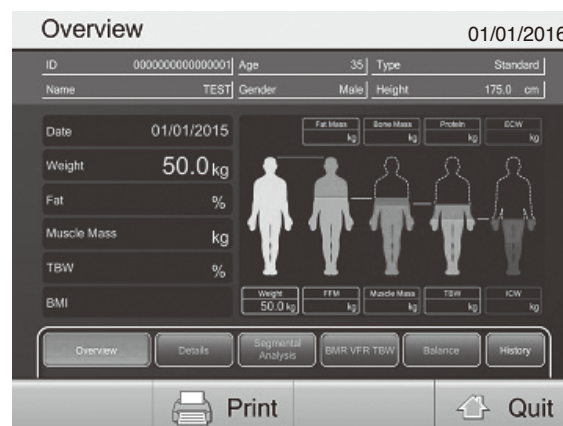 Overview 01/01/2016
ID 0000000000000001 Age 35 Type Standard
Name TEST Gender Male Height 175.0 cm
Date 01/01/2015
Fat Mass kg Bone Mass kg Protein kg ECW kg
Weight 50.0 kg
Fat %
Muscle Mass kg
TBW %
BMI
Weight 50.0 kg FFM kg Muscle Mass kg TBW kg ICW kg
Overview Details Segmental Analysis BMR VFR TBW Balance History
Print Quit